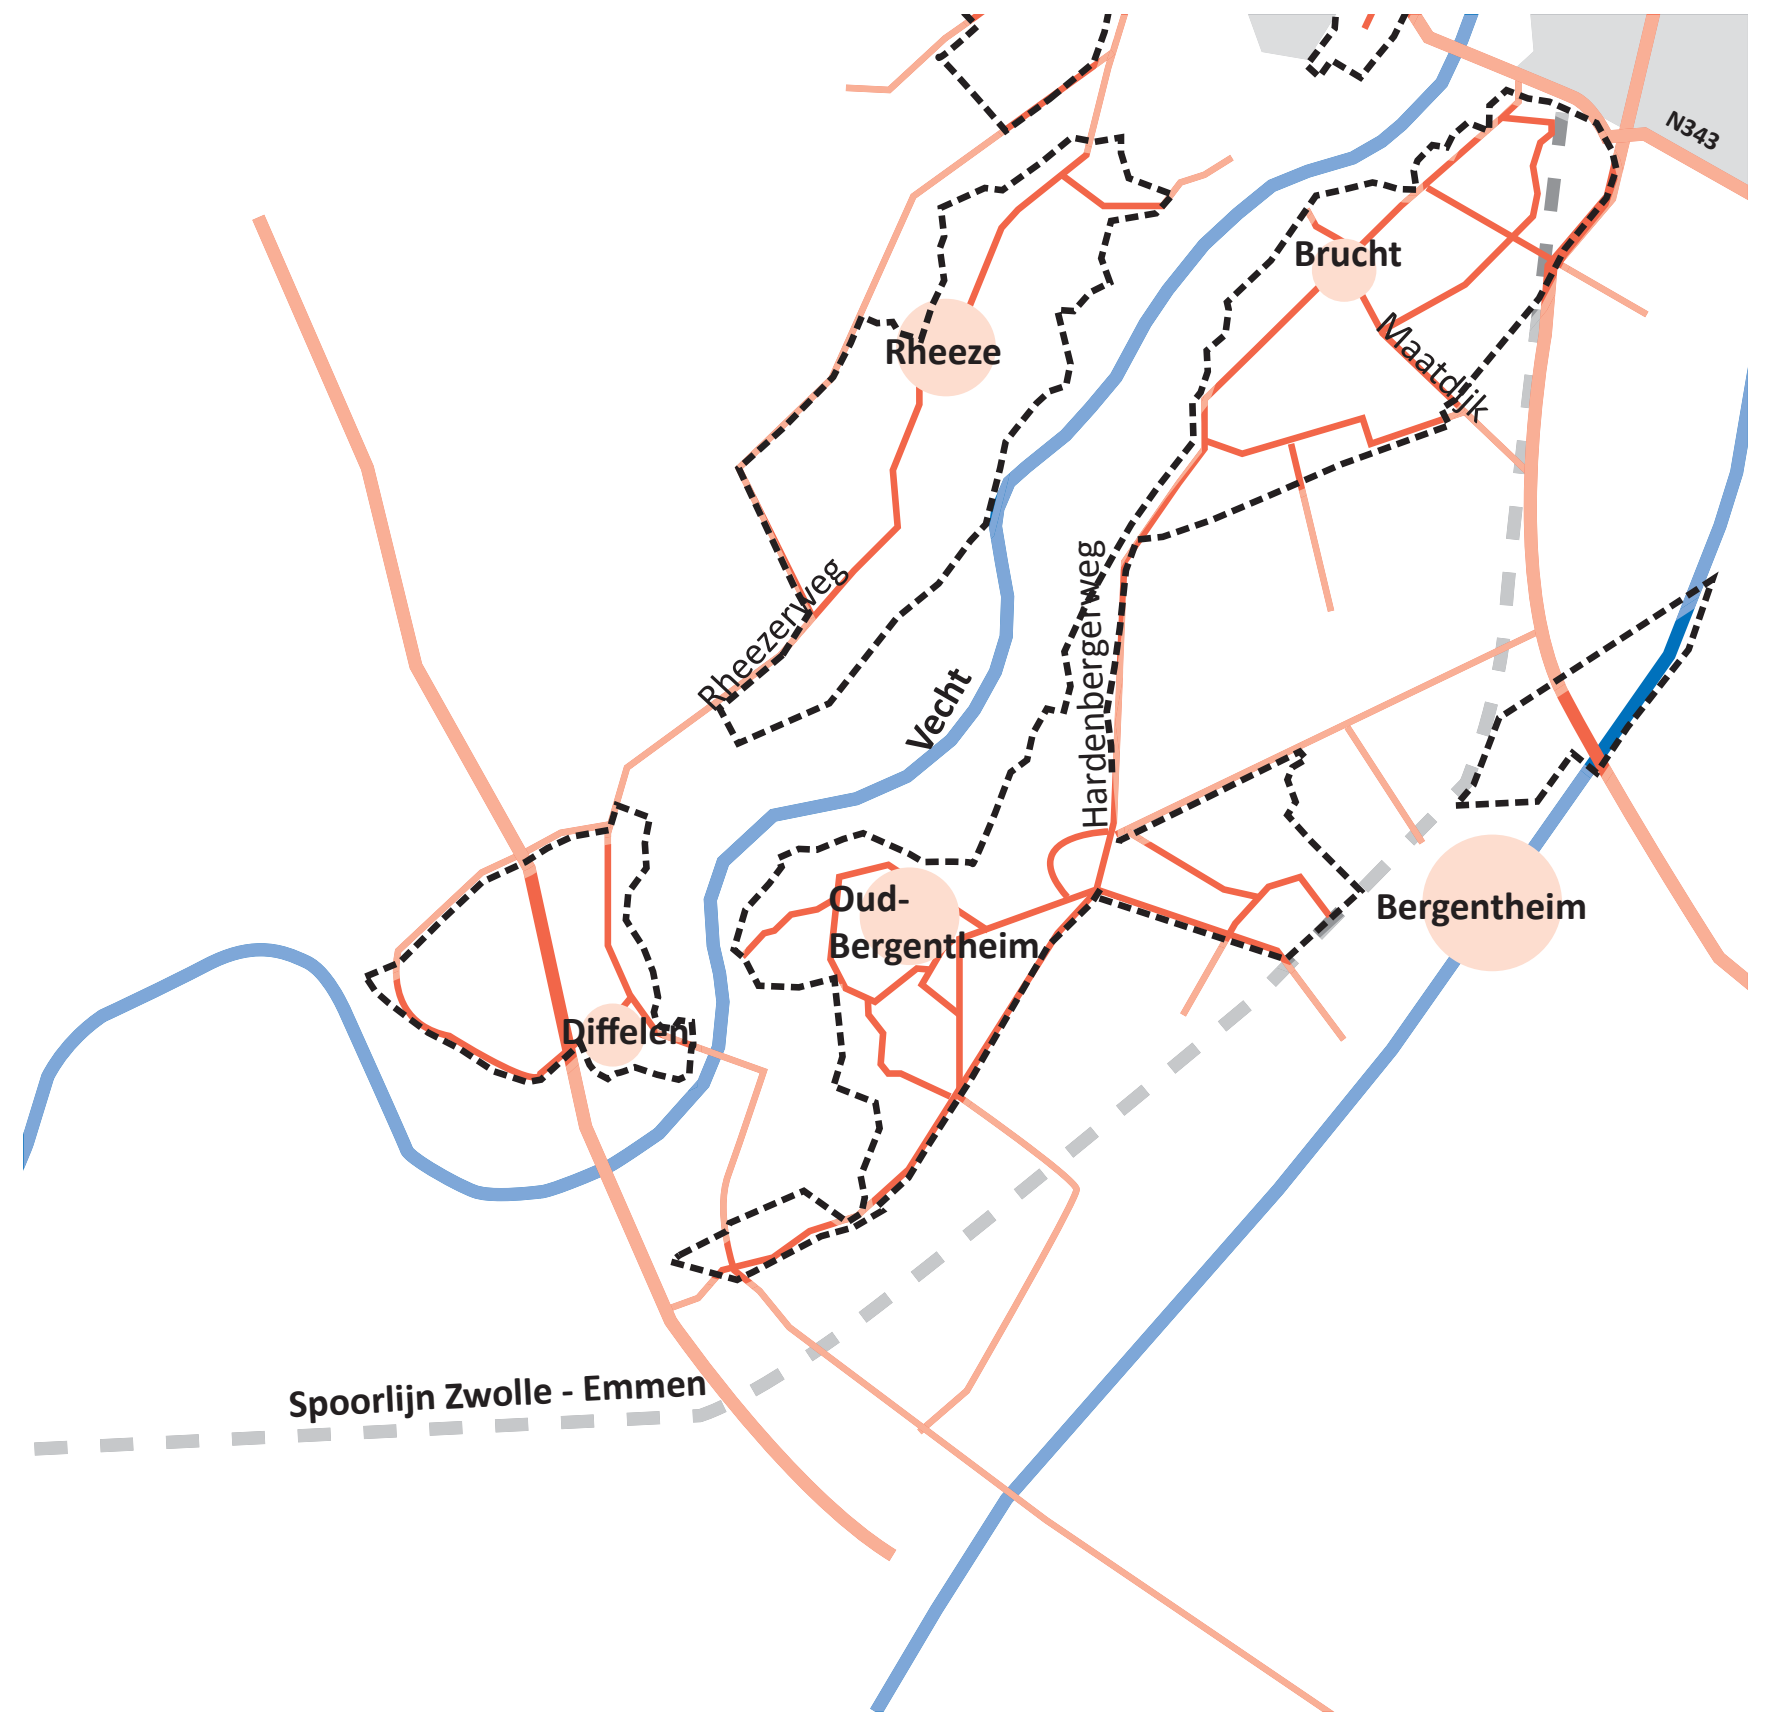 N343
Brucht
Rheeze
Maatdijk
Rheezerweg
Hardenbergerweg
Vecht
Oud-
Bergentheim
Bergentheim
Diffelen
Spoorlijn Zwolle - Emmen